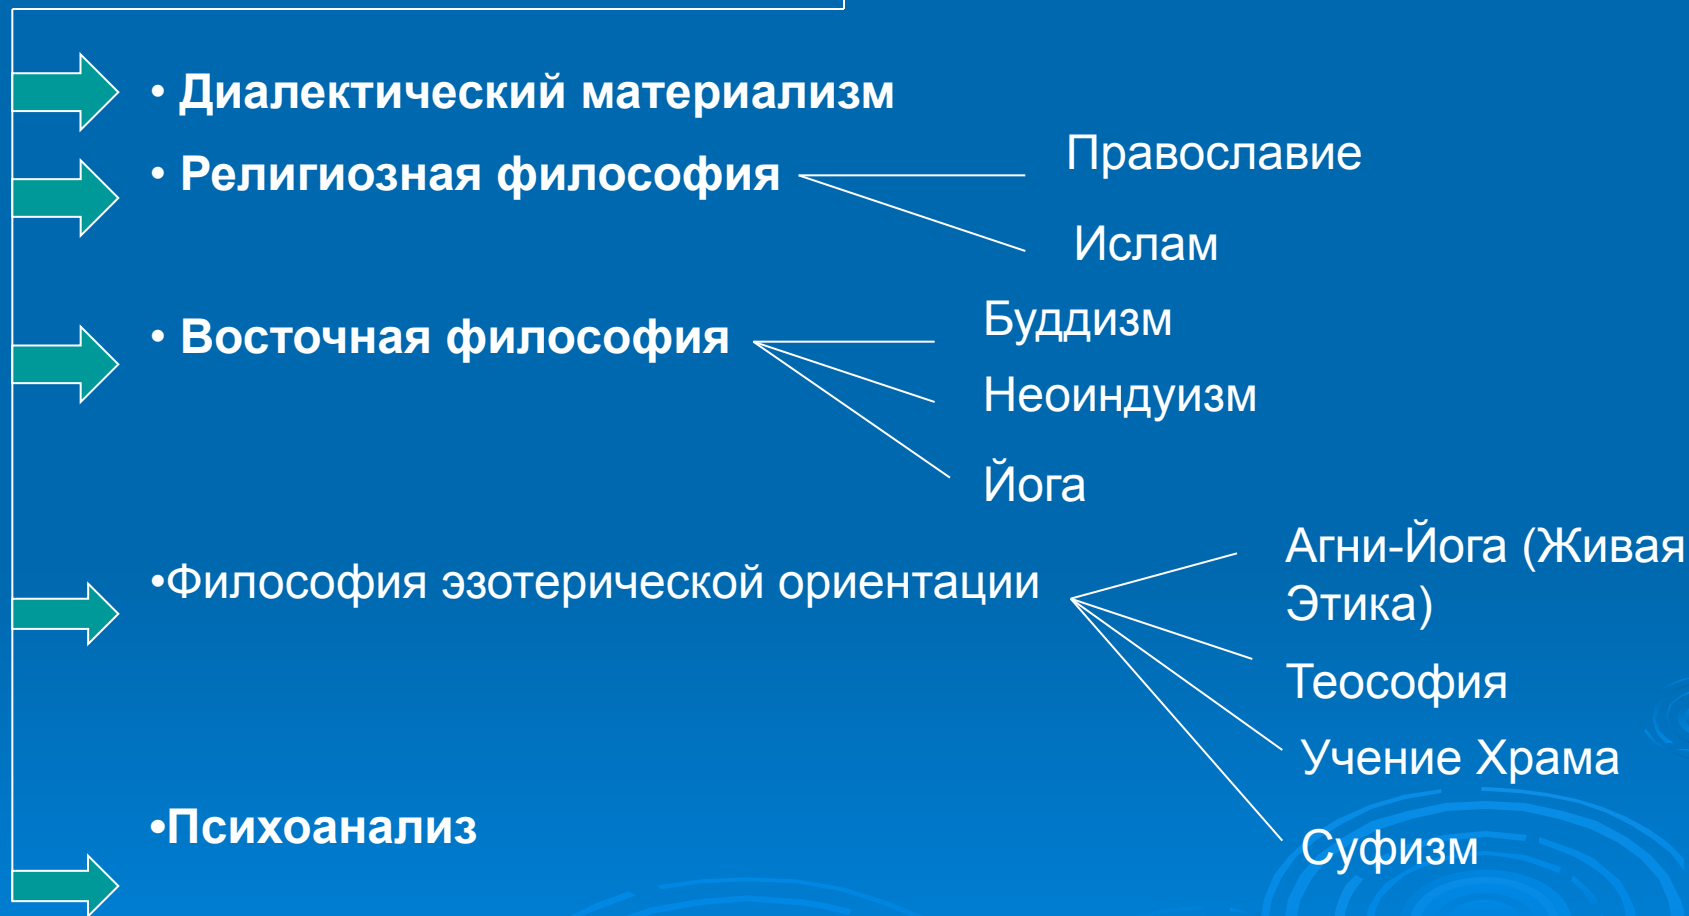 • Диалектический материализм
• Религиозная философия
Православие
Ислам
• Восточная философия
Буддизм
Неоиндуизм
Йога
•Философия эзотерической ориентации
Агни-Йога (Живая
Этика)
Теософия
Учение Храма
Суфизм
•Психоанализ